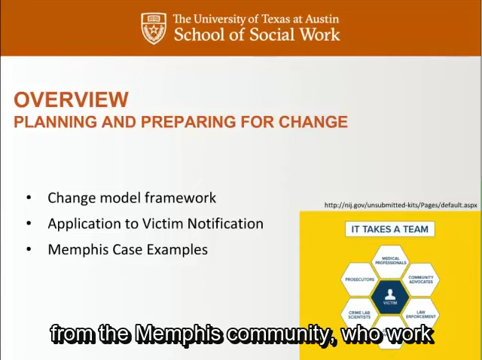 The University of Texas at Austin
School of Social Work
OVERVIEW
PLANNING AND PREPARING FOR CHANGE
• Change model framework
• Application to Victim Notification
• Memphis Case Examples
http://nij.gov/unsubmitted-kits/Pages/default.aspx
IT TAKES A TEAM
MEDICAL PROFESSIONALS
PROSECUTORS
COMMUNITY ADVOCATES
VICTIM
CRIME LAB SCIENTISTS
LAW ENFORCEMENT
from the Memphis community, who work